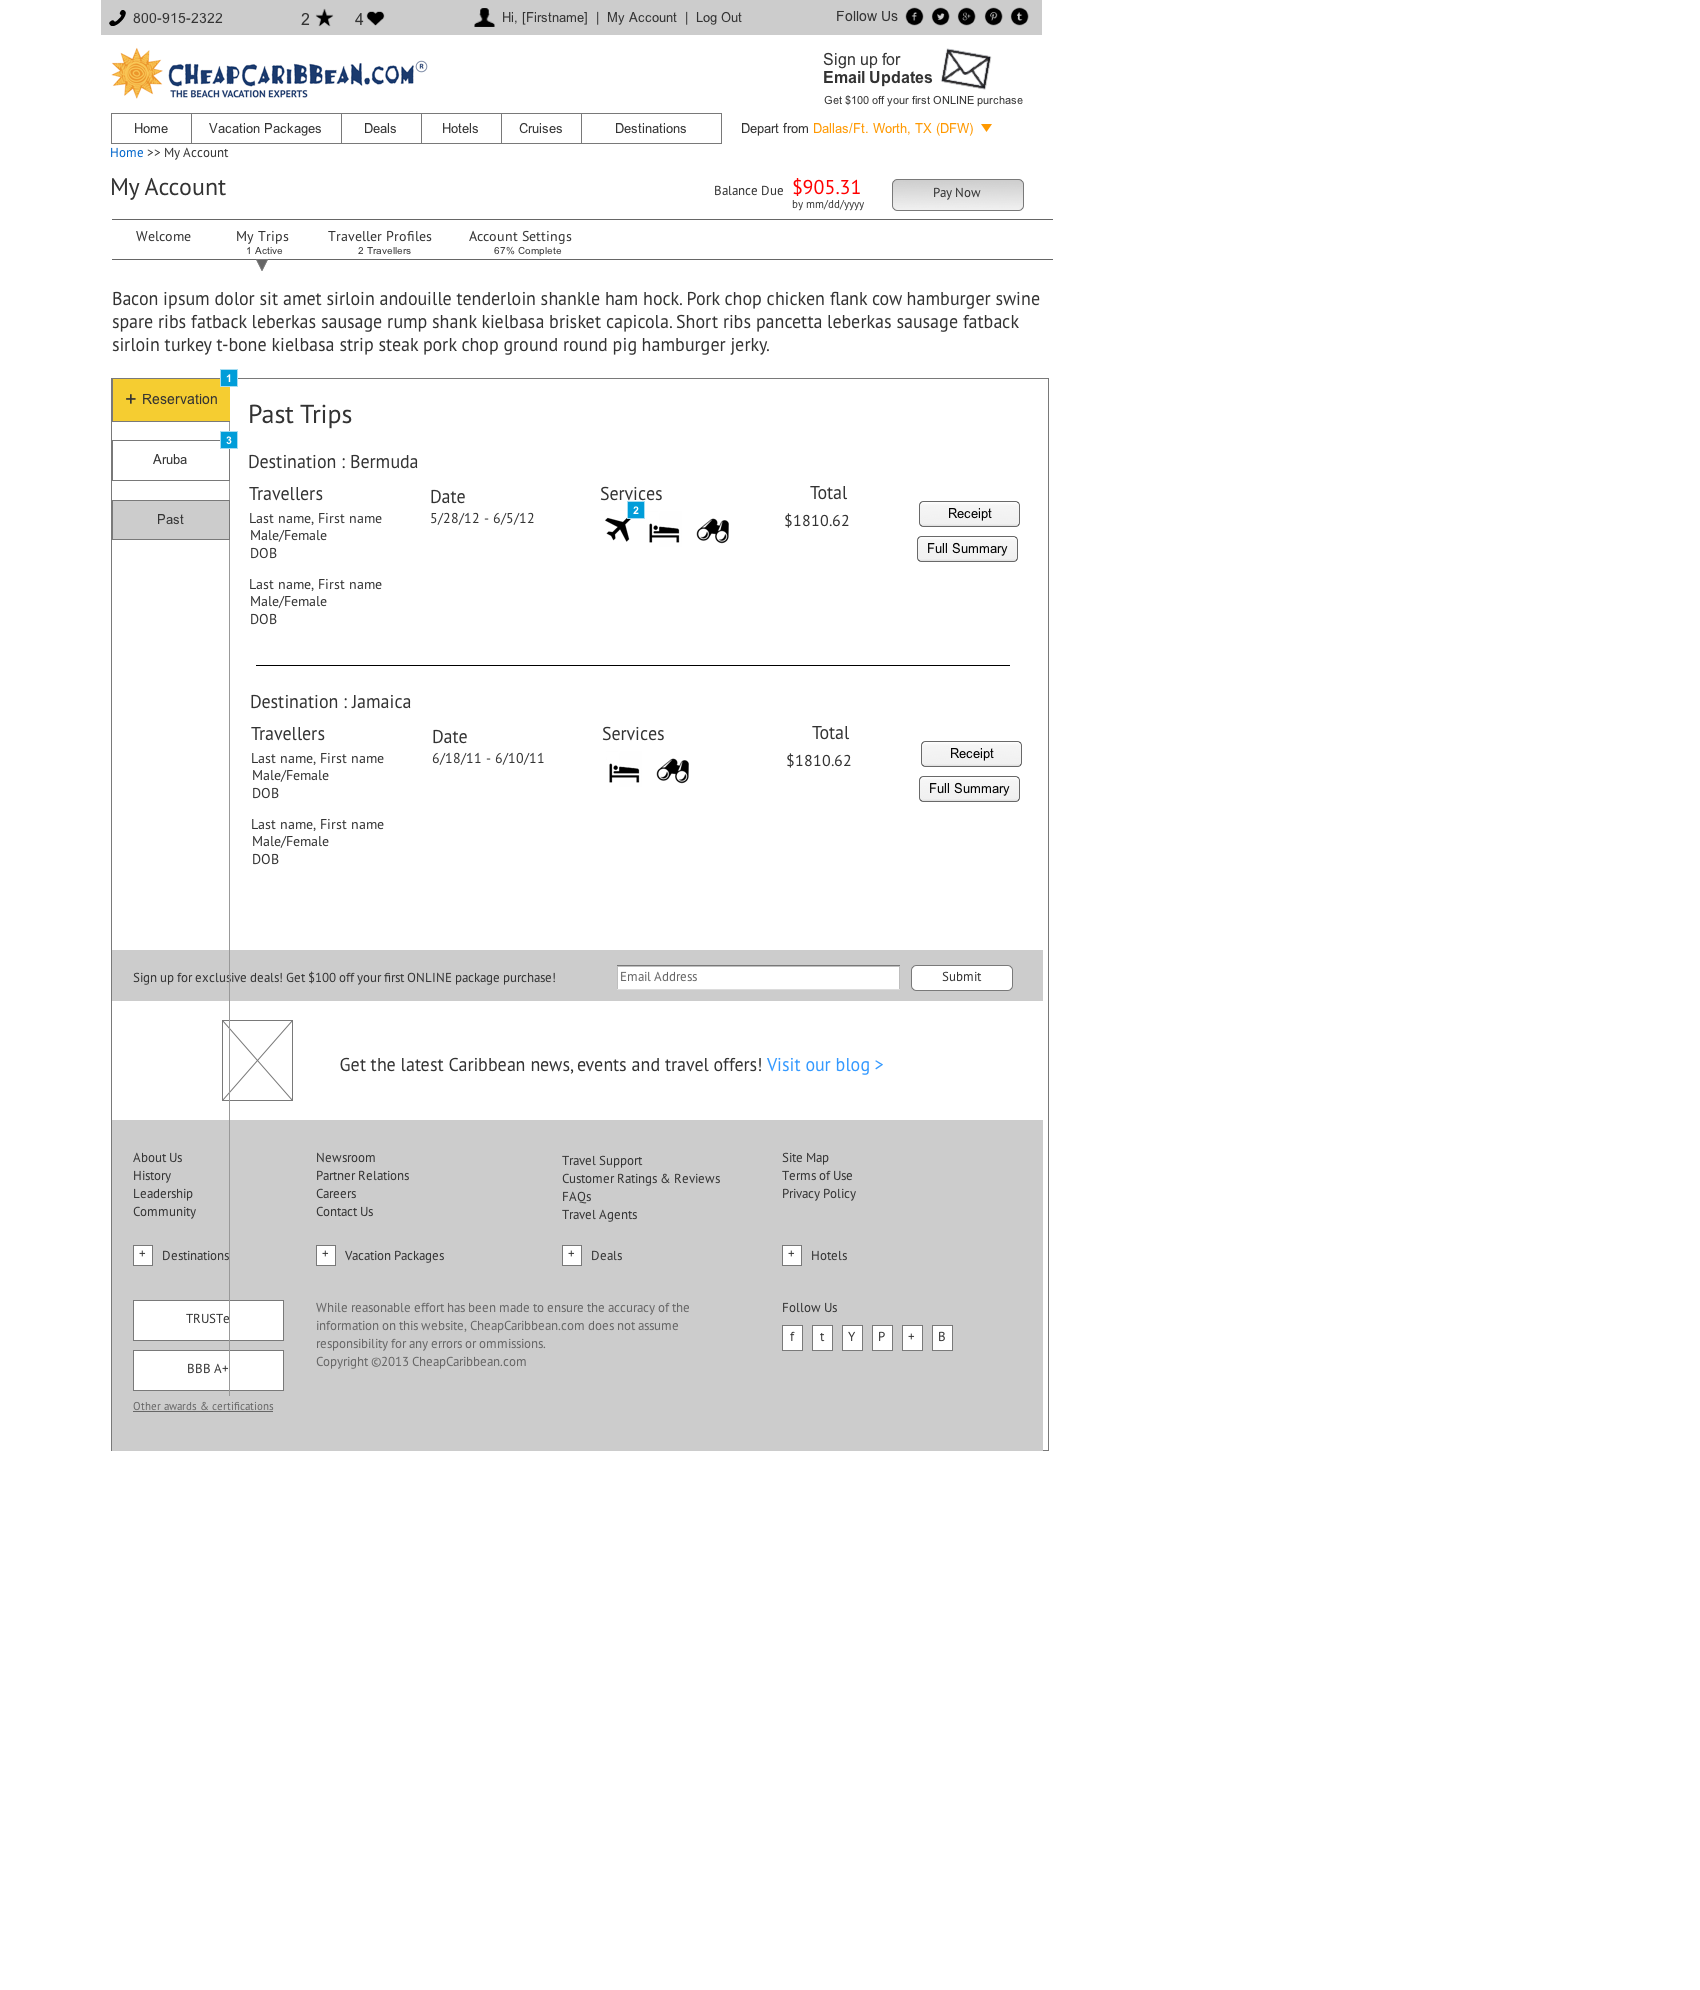 800-915-2322 2 4 Hi, [Firstname] | My Account | Log Out Follow Us
CHEAPCARIBBEAN.COM®
THE BEACH VACATION EXPERTS
Sign up for
Email Updates
Get $100 off your first ONLINE purchase
Home Vacation Packages Deals Hotels Cruises Destinations Depart from Dallas/Ft. Worth, TX (DFW)
Home >> My Account
My Account
Balance Due $905.31
by mm/dd/yyyy
Pay Now
Welcome My Trips Traveller Profiles Account Settings
1 Active 2 Travellers 67% Complete
Bacon ipsum dolor sit amet sirloin andouille tenderloin shankle ham hock. Pork chop chicken flank cow hamburger swine
spare ribs fatback leberkas sausage rump shank kielbasa brisket capicola. Short ribs pancetta leberkas sausage fatback
sirloin turkey t-bone kielbasa strip steak pork chop ground round pig hamburger jerky.
1
+ Reservation
3
Aruba
Past
Past Trips
Destination : Bermuda
Travellers Date Services Total
2
Last name, First name 5/28/12 - 6/5/12 $1810.62
Male/Female
DOB
Receipt
Full Summary
Last name, First name
Male/Female
DOB
Destination : Jamaica
Travellers Date Services Total
Last name, First name 6/18/11 - 6/10/11 $1810.62
Male/Female
DOB
Receipt
Full Summary
Last name, First name
Male/Female
DOB
Sign up for exclusive deals! Get $100 off your first ONLINE package purchase! Email Address Submit
Get the latest Caribbean news, events and travel offers! Visit our blog >
About Us
History
Leadership
Community
Newsroom
Partner Relations
Careers
Contact Us
Travel Support
Customer Ratings & Reviews
FAQs
Travel Agents
Site Map
Terms of Use
Privacy Policy
+ Destinations + Vacation Packages + Deals + Hotels
TRUSTe
BBB A+
Other awards & certifications
While reasonable effort has been made to ensure the accuracy of the
information on this website, CheapCaribbean.com does not assume
responsibility for any errors or ommissions.
Copyright ©2013 CheapCaribbean.com
Follow Us
f t Y P + B